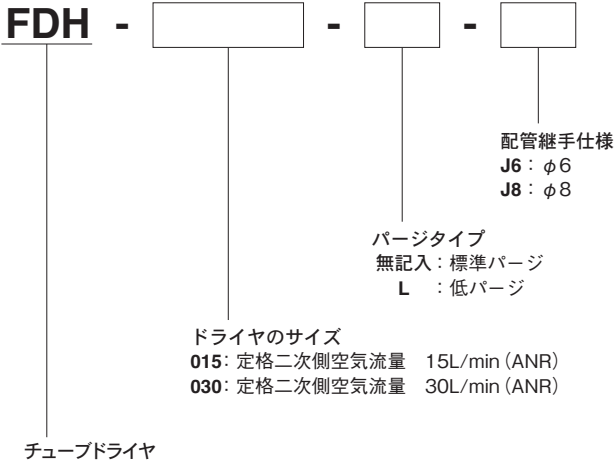 FDH - - -
配管継手仕様
J6：φ6
J8：φ8
パージタイプ
無記入：標準パージ
L ：低パージ
ドライヤのサイズ
015：定格二次側空気流量 15L/min（ANR）
030：定格二次側空気流量 30L/min（ANR）
チューブドライヤ